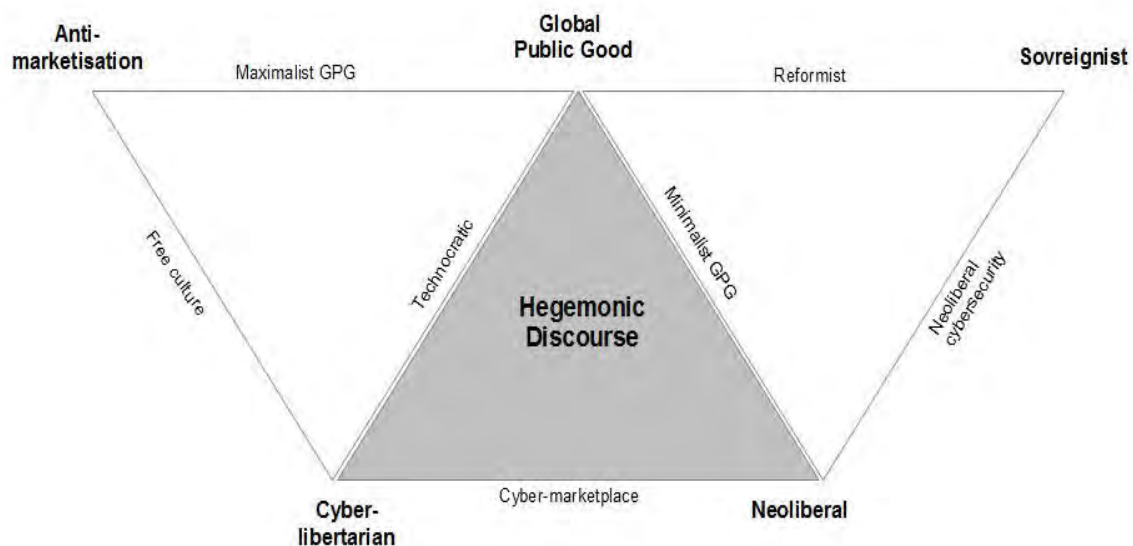 Anti-
marketisation
Global
Public Good
Sovreignist
Maximalist GPG
Reformist
Free culture
Technocratic
Minimalist GPG
Neoliberal
cybersecurity
Hegemonic
Discourse
Cyber-marketplace
Cyber-
libertarian
Neoliberal